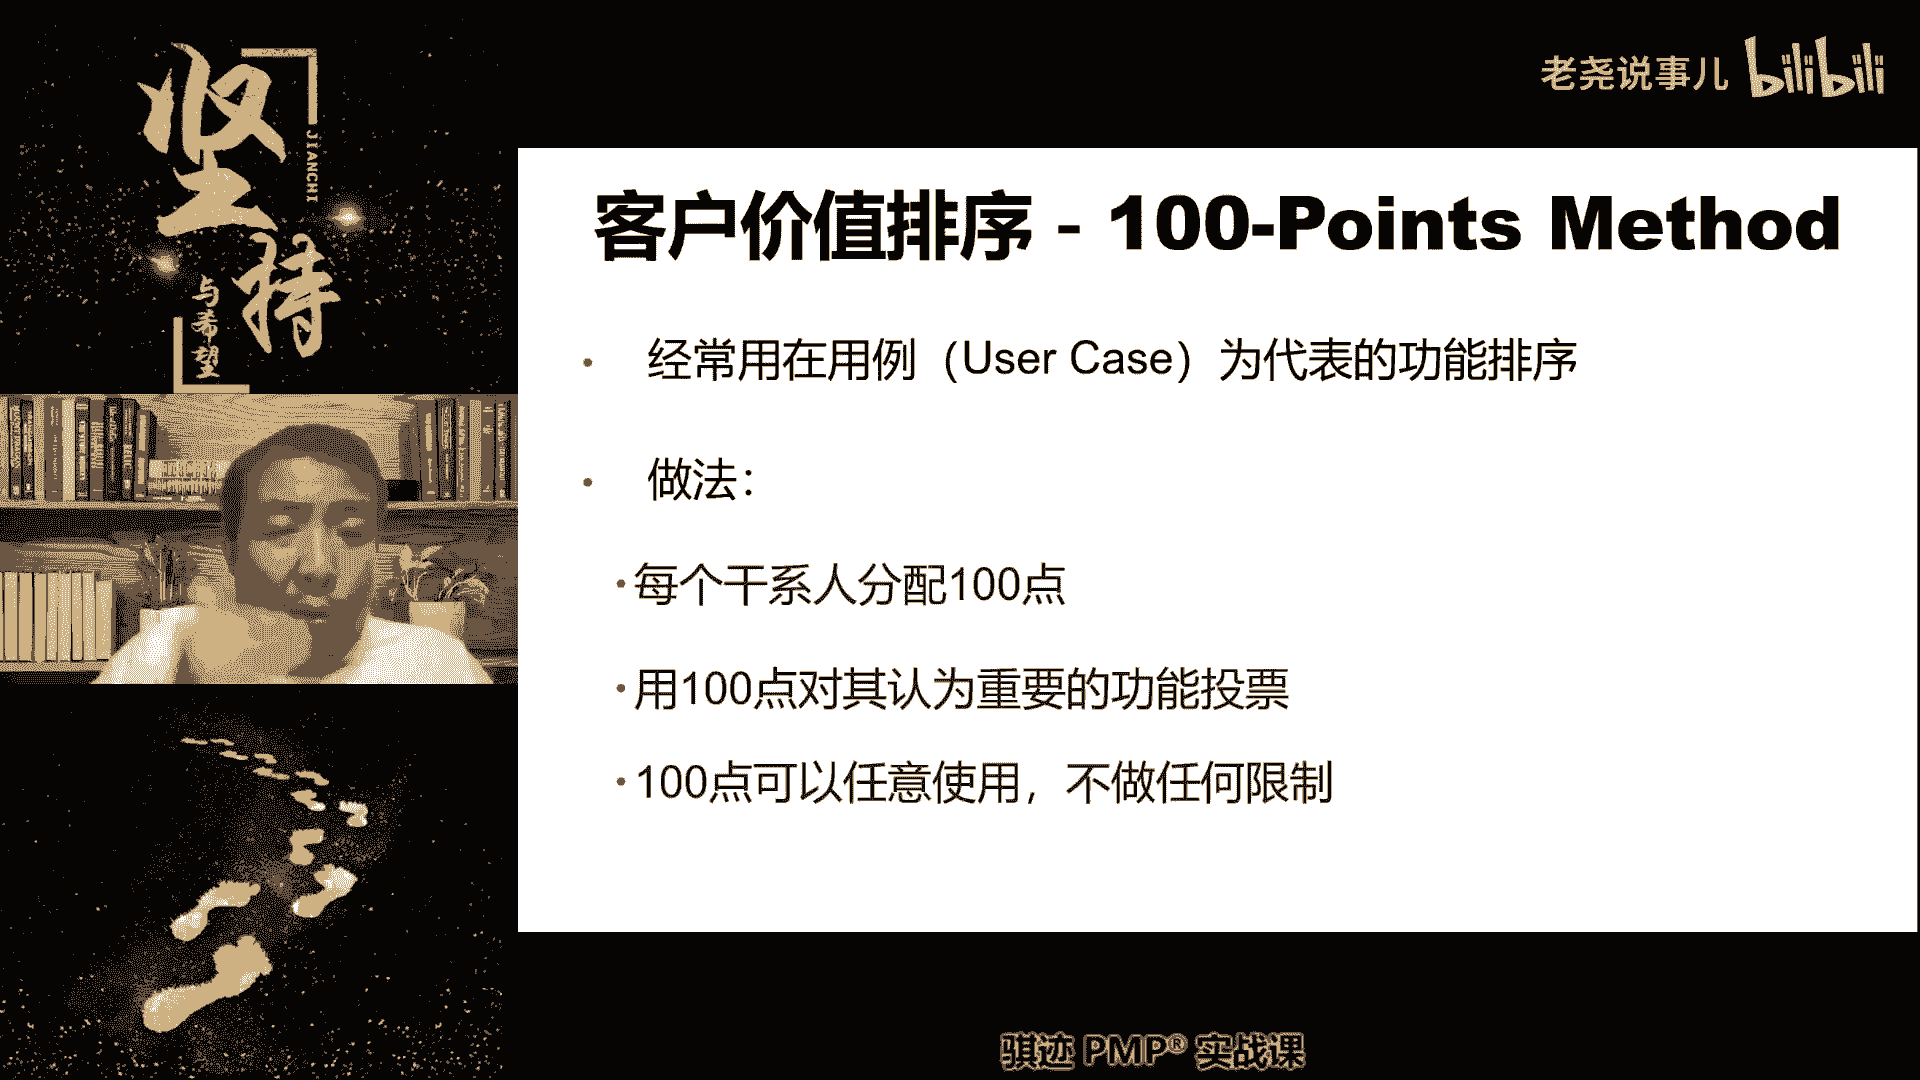 坚持
JIANCHI
与希望
老尧说事儿 bilibili
客户价值排序 - 100-Points Method
• 经常用在用例（User Case）为代表的功能排序
• 做法：
•每个干系人分配100点
•用100点对其认为重要的功能投票
•100点可以任意使用，不做任何限制
骐迹 PMP® 实战课